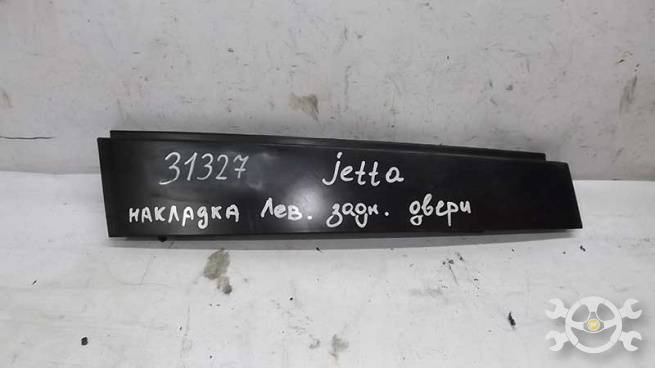 31327 jetta
накладка лев. задн. двери